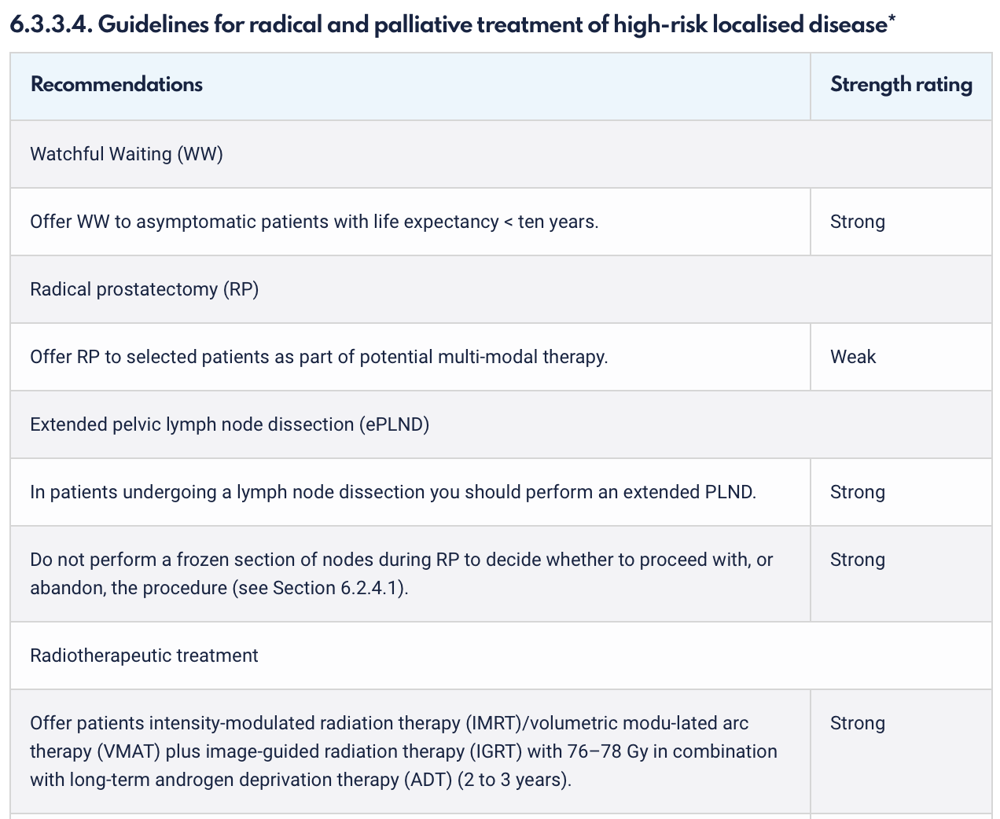 6.3.3.4. Guidelines for radical and palliative treatment of high-risk localised disease*
Recommendations
Strength rating
Watchful Waiting (WW)
Offer WW to asymptomatic patients with life expectancy < ten years.
Strong
Radical prostatectomy (RP)
Offer RP to selected patients as part of potential multi-modal therapy.
Weak
Extended pelvic lymph node dissection (ePLND)
In patients undergoing a lymph node dissection you should perform an extended PLND.
Strong
Do not perform a frozen section of nodes during RP to decide whether to proceed with, or
abandon, the procedure (see Section 6.2.4.1).
Strong
Radiotherapeutic treatment
Offer patients intensity-modulated radiation therapy (IMRT)/volumetric modu-lated arc
therapy (VMAT) plus image-guided radiation therapy (IGRT) with 76–78 Gy in combination
with long-term androgen deprivation therapy (ADT) (2 to 3 years).
Strong